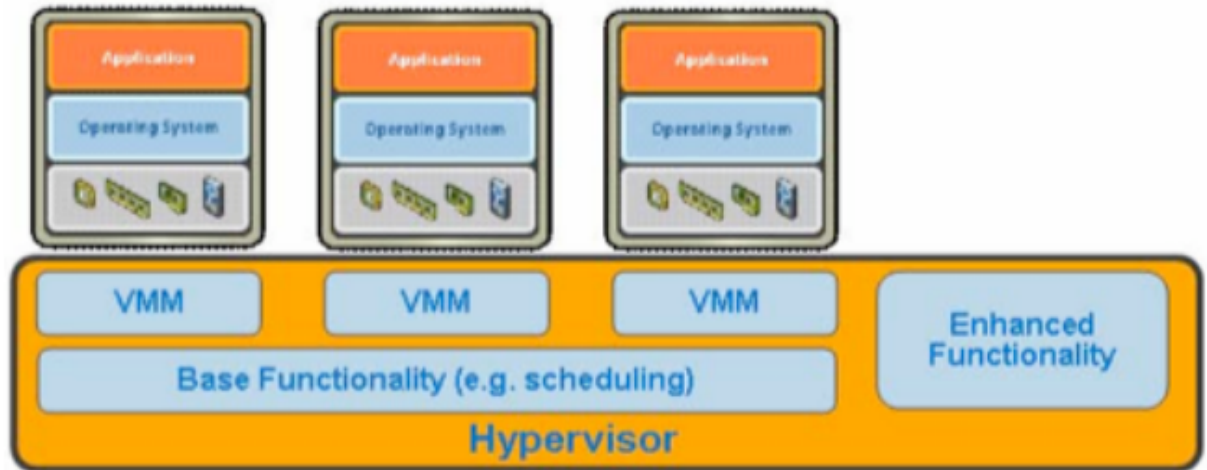 Application
Application
Application
Operating System
Operating System
Operating System
VMM
VMM
VMM
Enhanced
Functionality
Base Functionality (e.g. scheduling)
Hypervisor